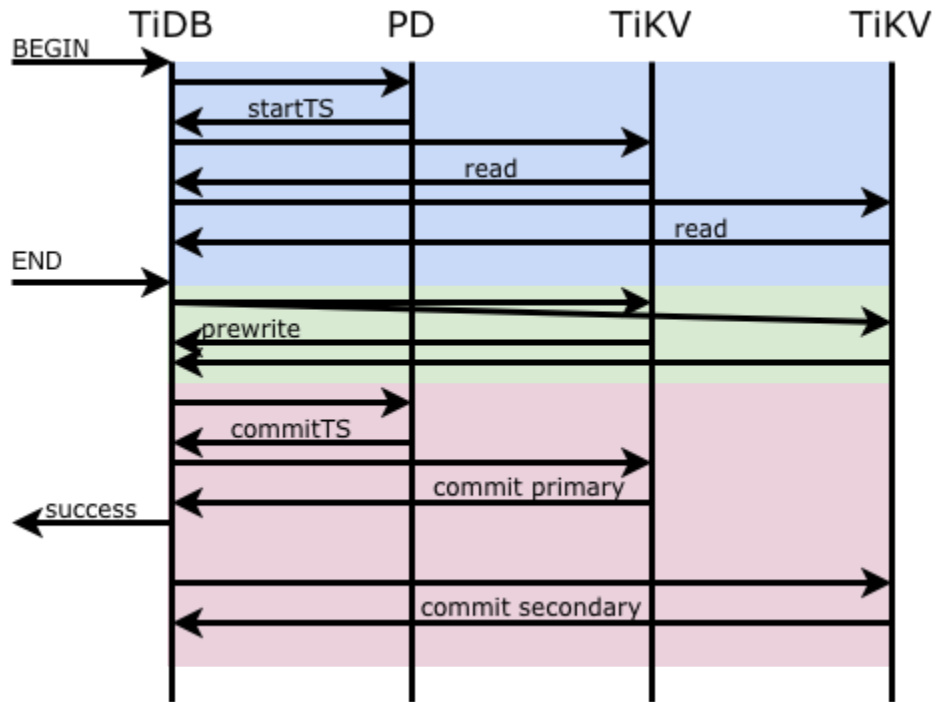 TiDB PD TiKV TiKV
BEGIN
startTS
read
read
END
prewrite
commitTS
commit primary
success
commit secondary